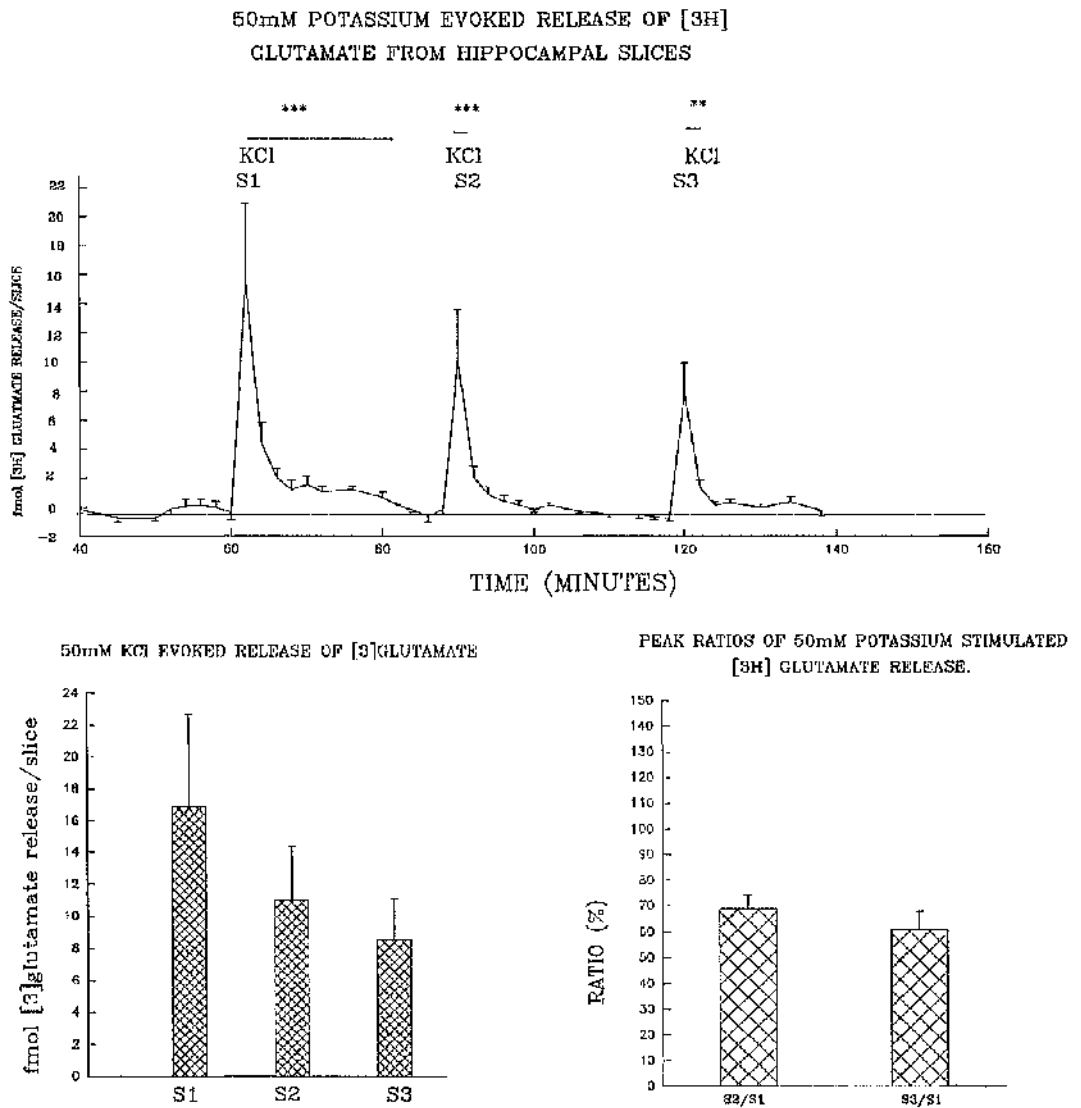 50mM POTASSIUM EVOKED RELEASE OF [3H]
GLUTAMATE FROM HIPPOCAMPAL SLICES
*** *** **
KCl KCl KCl
S1 S2 S3
fmol [3H] GLUATMATE RELEASE/SLICE
22
20
18
16
14
12
10
8
6
4
2
0
-2
40 60 80 100 120 140 160
TIME (MINUTES)
50mM KCl EVOKED RELEASE OF [3]GLUTAMATE
fmol [3]glutamate release/slice
24
22
20
18
16
14
12
10
8
6
4
2
0
S1 S2 S3
PEAK RATIOS OF 50mM POTASSIUM STIMULATED
[3H] GLUTAMATE RELEASE.
RATIO (%)
150
140
130
120
110
100
90
80
70
60
50
40
30
20
10
0
S2/S1 S3/S1